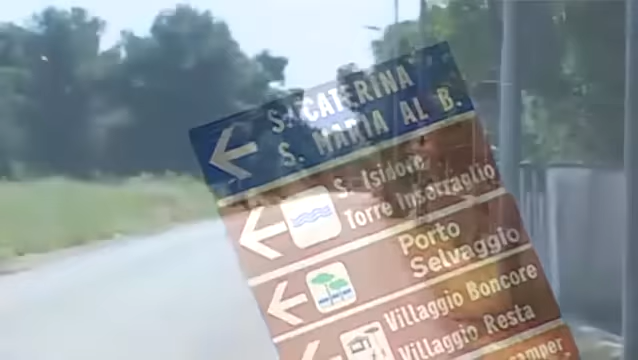 S. CATERINA
S. MARIA AL B.
S. Isidoro
Torre Inserraglio
Porto
Selvaggio
Villaggio Boncore
Villaggio Resta